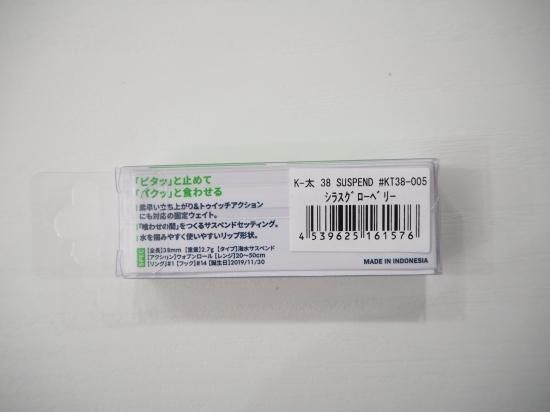 「ピタッ」と止めて
「パクッ」と食わせる
素早い立ち上がり&トゥイッチアクション
にも対応の固定ウェイト。
「喰わせの間」をつくるサスペンドセッティング。
水を掴みやすく使いやすいリップ形状。
【全長】38mm 【重量】2.7g 【タイプ】海水サスペンド
【アクション】ウォブンロール 【レンジ】20〜50cm
【リング】#1 【フック】#14 【誕生日】2019/11/30
K-太 38 SUSPEND #KT38-005
シラスグローベリー
4 539625 161576
MADE IN INDONESIA